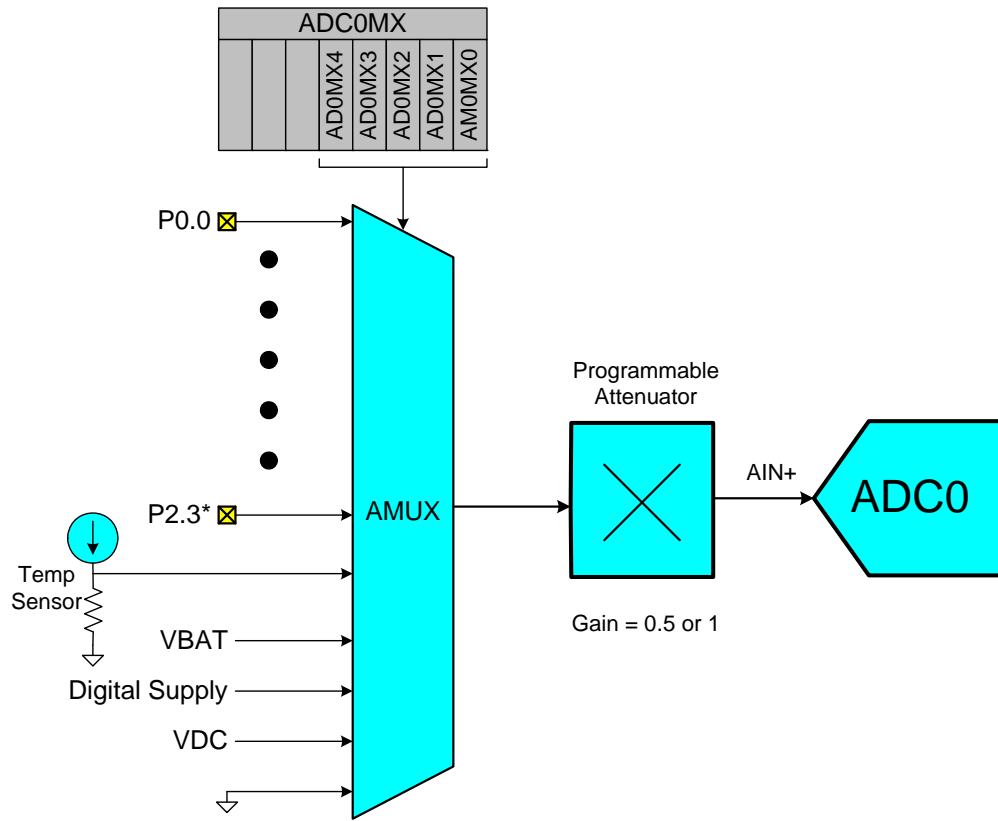 ADC0MX
AD0MX4
AD0MX3
AD0MX2
AD0MX1
AM0MX0
P0.0
Programmable
Attenuator
AIN+
ADC0
P2.3*
AMUX
Temp
Sensor
Gain = 0.5 or 1
VBAT
Digital Supply
VDC